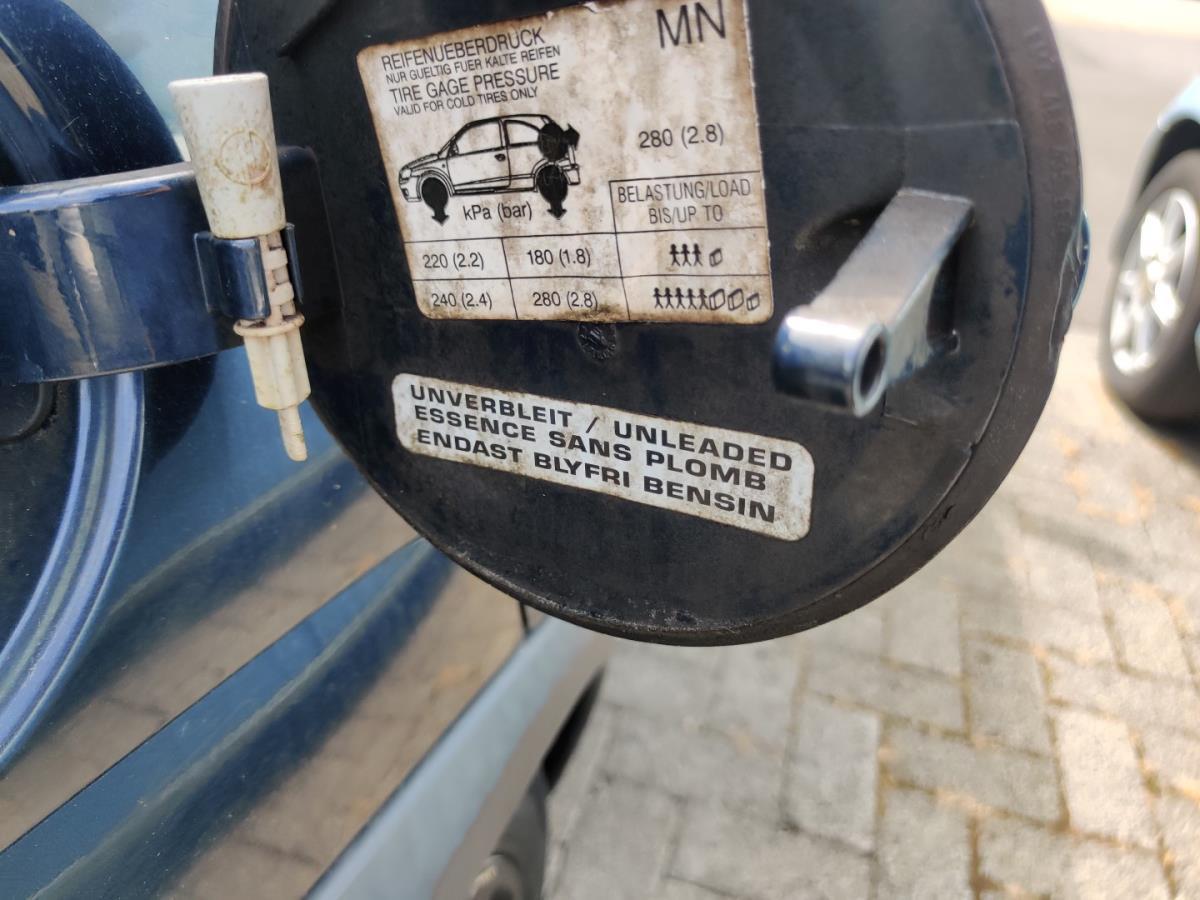 REIFENUEBERDRUCK
NUR GUELTIG FUER KALTE REIFEN
TIRE GAGE PRESSURE
VALID FOR COLD TIRES ONLY
MN
280 (2.8)
kPa (bar)
BELASTUNG/LOAD
BIS/UP TO
220 (2.2) 180 (1.8)
240 (2.4) 280 (2.8)
UNVERBLEIT / UNLEADED
ESSENCE SANS PLOMB
ENDAST BLYFRI BENSIN